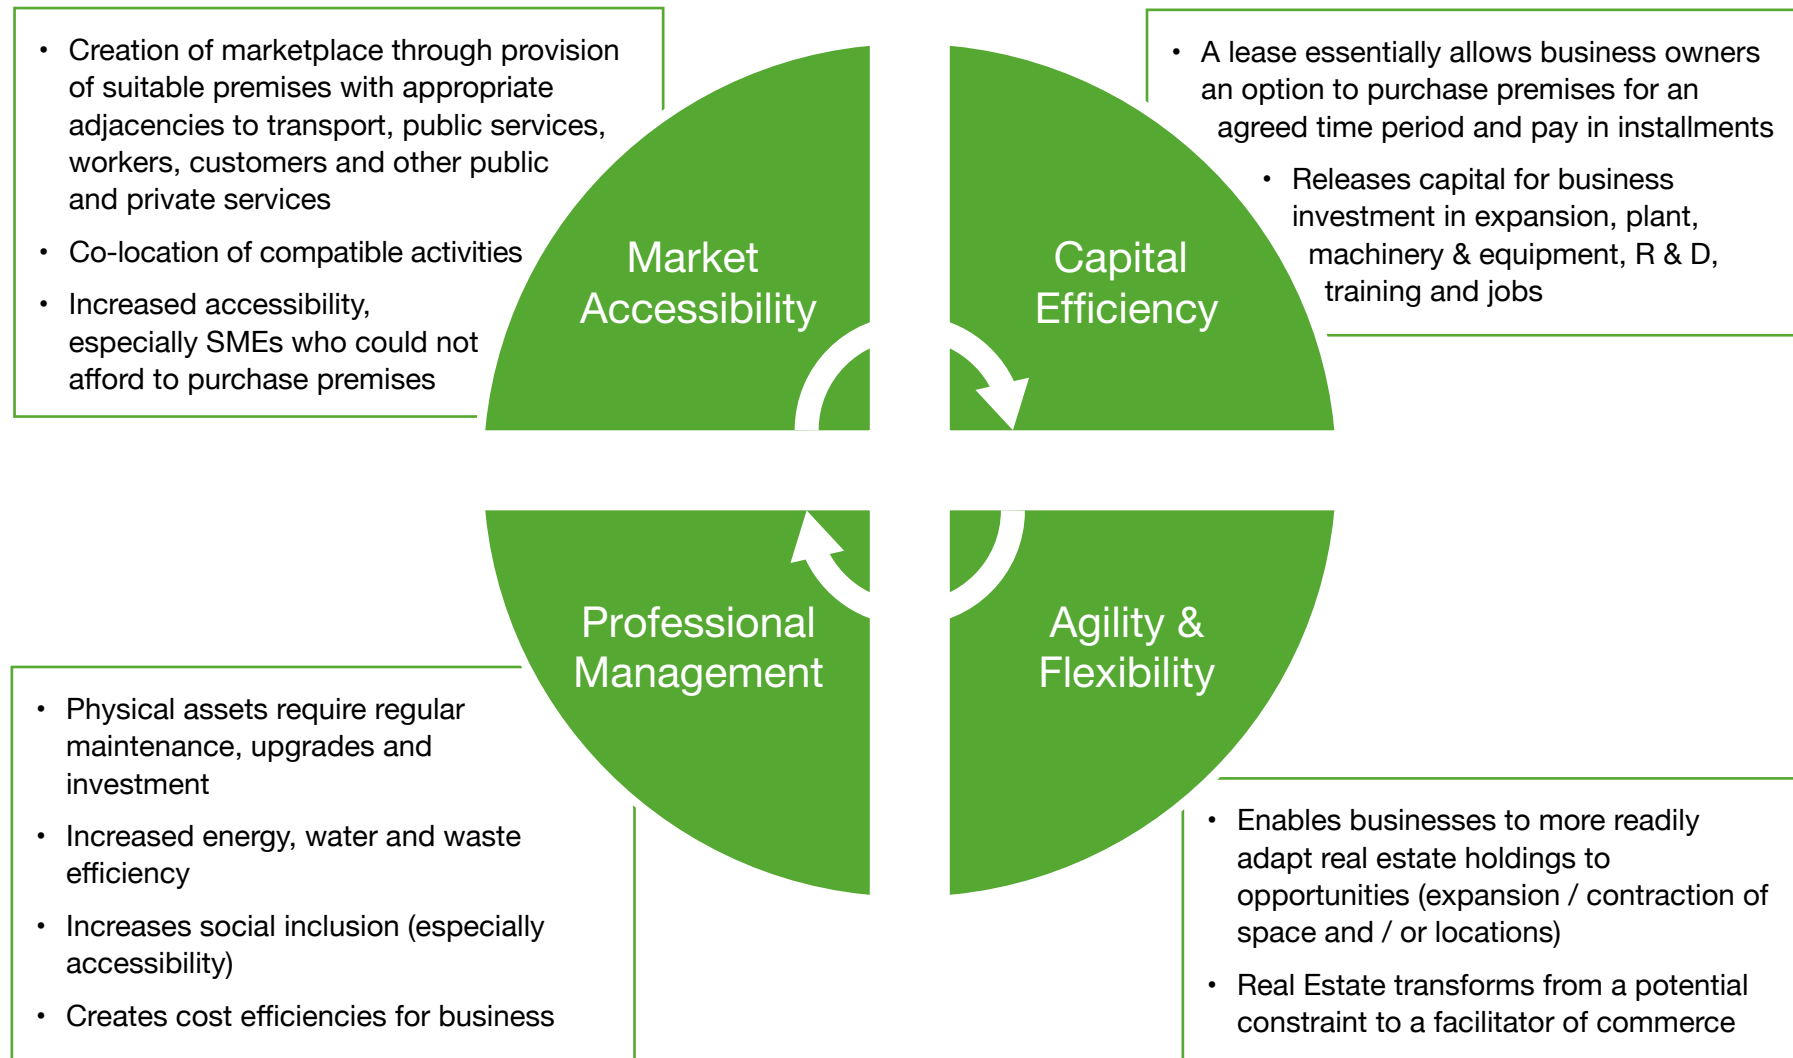 • Creation of marketplace through provision
of suitable premises with appropriate
adjacencies to transport, public services,
workers, customers and other public
and private services
• Co-location of compatible activities
• Increased accessibility,
especially SMEs who could not
afford to purchase premises
Market
Accessibility
Capital
Efficiency
• A lease essentially allows business owners
an option to purchase premises for an
agreed time period and pay in installments
• Releases capital for business
investment in expansion, plant,
machinery & equipment, R & D,
training and jobs
Professional
Management
Agility &
Flexibility
• Physical assets require regular
maintenance, upgrades and
investment
• Increased energy, water and waste
efficiency
• Increases social inclusion (especially
accessibility)
• Creates cost efficiencies for business
• Enables businesses to more readily
adapt real estate holdings to
opportunities (expansion / contraction of
space and / or locations)
• Real Estate transforms from a potential
constraint to a facilitator of commerce